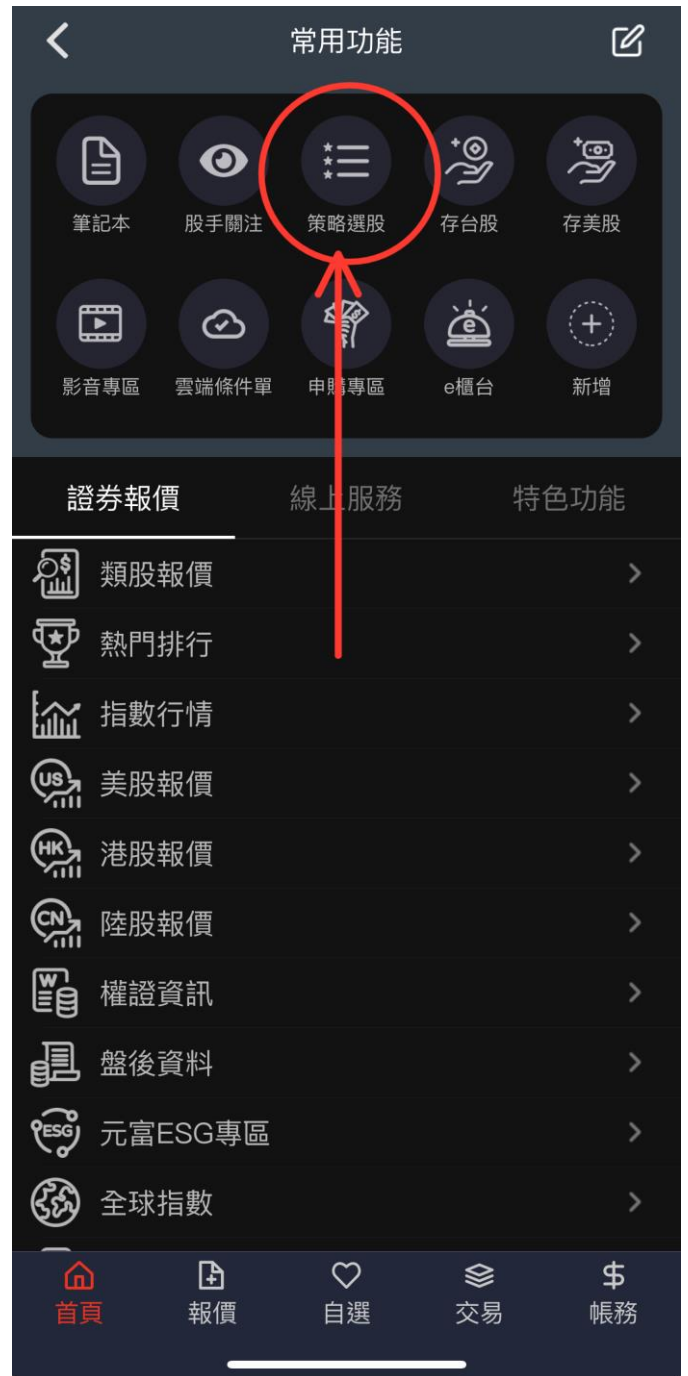 常用功能
筆記本 股手關注 策略選股 存台股 存美股
e
影音專區 雲端條件單 申購專區 e櫃台 新增
證券報價 線上服務 特色功能
類股報價
熱門排行
指數行情
US 美股報價
HK 港股報價
CN 陸股報價
W 權證資訊
盤後資料
ESG 元富ESG專區
全球指數
首頁 報價 自選 交易 帳務